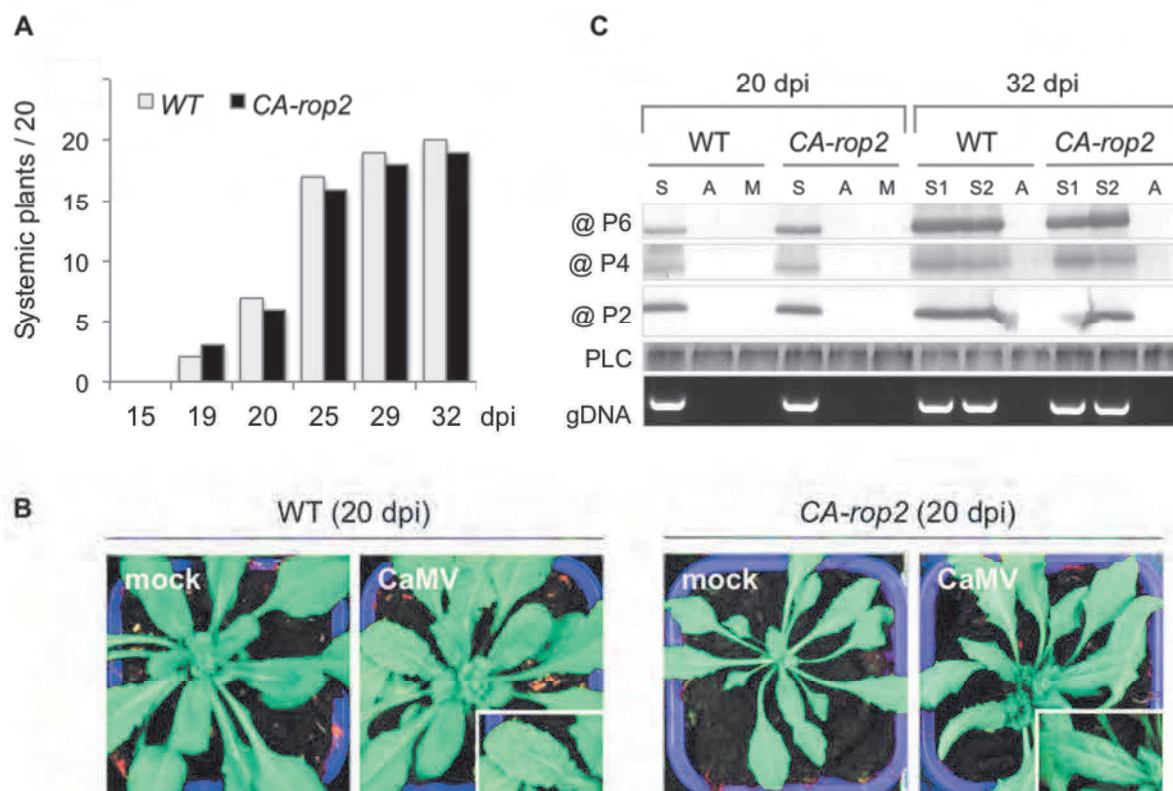 A
WT CA-rop2
Systemic plants / 20
20
15
10
5
0
15 19 20 25 29 32 dpi
C
20 dpi 32 dpi
WT CA-rop2 WT CA-rop2
S A M S A M S1 S2 A S1 S2 A
@ P6
@ P4
@ P2
PLC
gDNA
B
WT (20 dpi) CA-rop2 (20 dpi)
mock CaMV mock CaMV